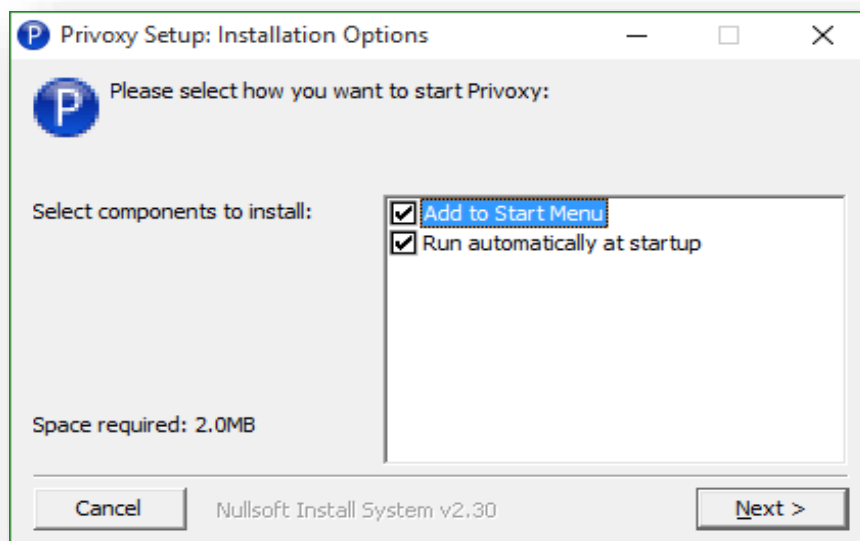 Privoxy Setup: Installation Options
Please select how you want to start Privoxy:
Select components to install:
Add to Start Menu
Run automatically at startup
Space required: 2.0MB
Cancel
Nullsoft Install System v2.30
Next >